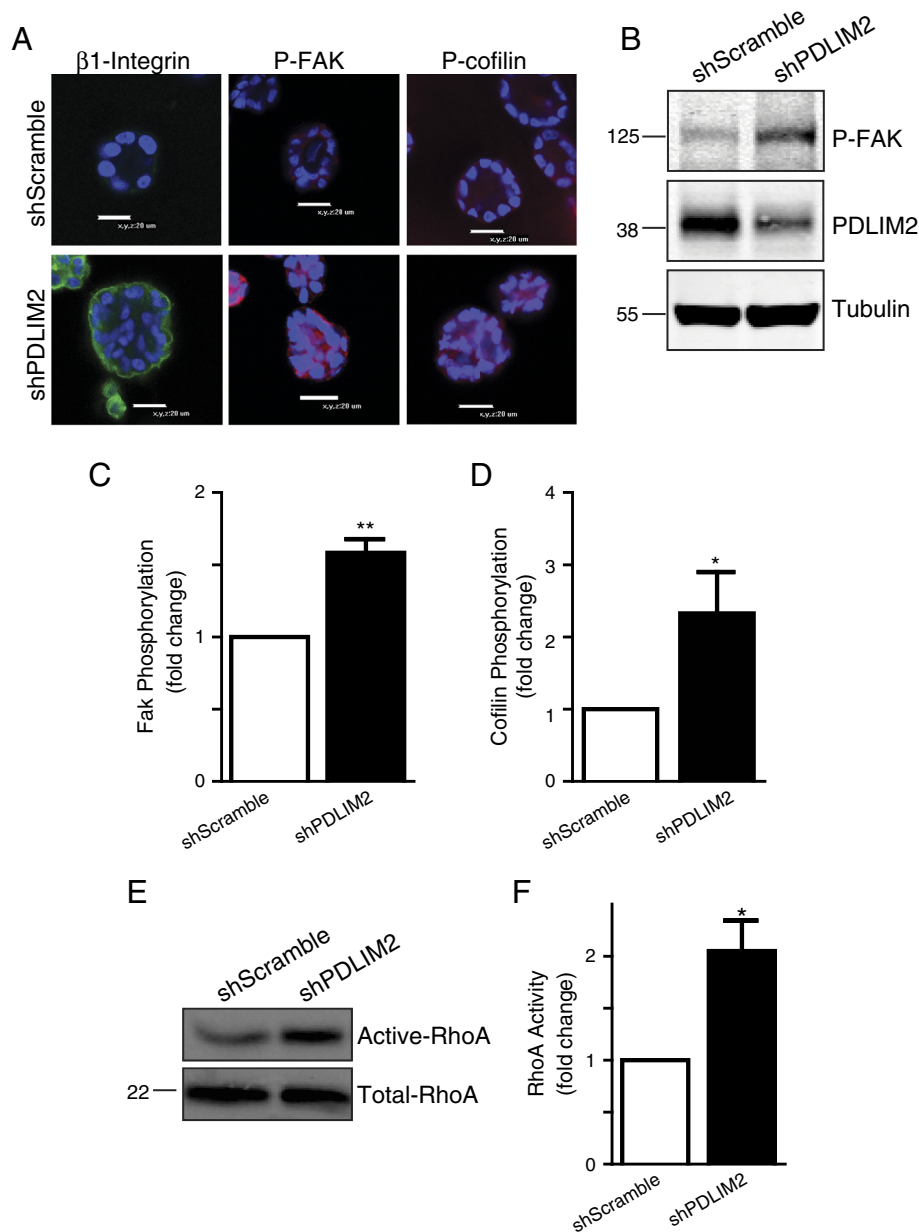 A
β1-Integrin P-FAK P-cofilin
shScramble
x,y,z:20 um
x,y,z:20 um
x,y,z:20 um
shPDLIM2
x,y,z:20 um
x,y,z:20 um
x,y,z:20 um
B
shScramble shPDLIM2
125 P-FAK
38 PDLIM2
55 Tubulin
C
Fak Phosphorylation
(fold change)
2
1
0
**
shScramble shPDLIM2
D
Cofilin Phosphorylation
(fold change)
4
3
2
1
0
*
shScramble shPDLIM2
E
shScramble shPDLIM2
Active-RhoA
22 Total-RhoA
F
RhoA Activity
(fold change)
2
1
0
*
shScramble shPDLIM2